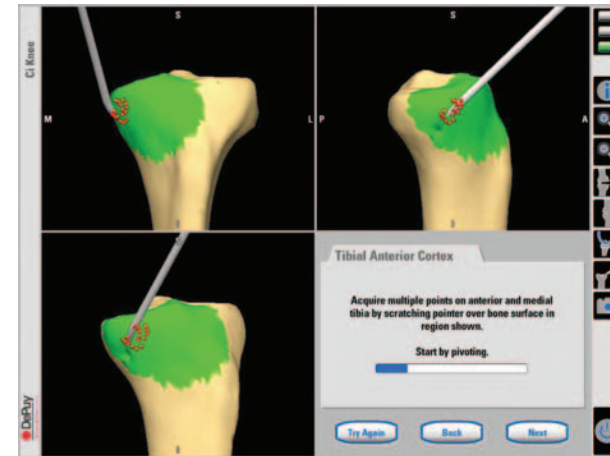 Ci Knee
S
M
L
I
S
P
A
I
I
Tibial Anterior Cortex
Acquire multiple points on anterior and medial
tibia by scratching pointer over bone surface in
region shown.
Start by pivoting.
Try Again
Back
Next
DePuy